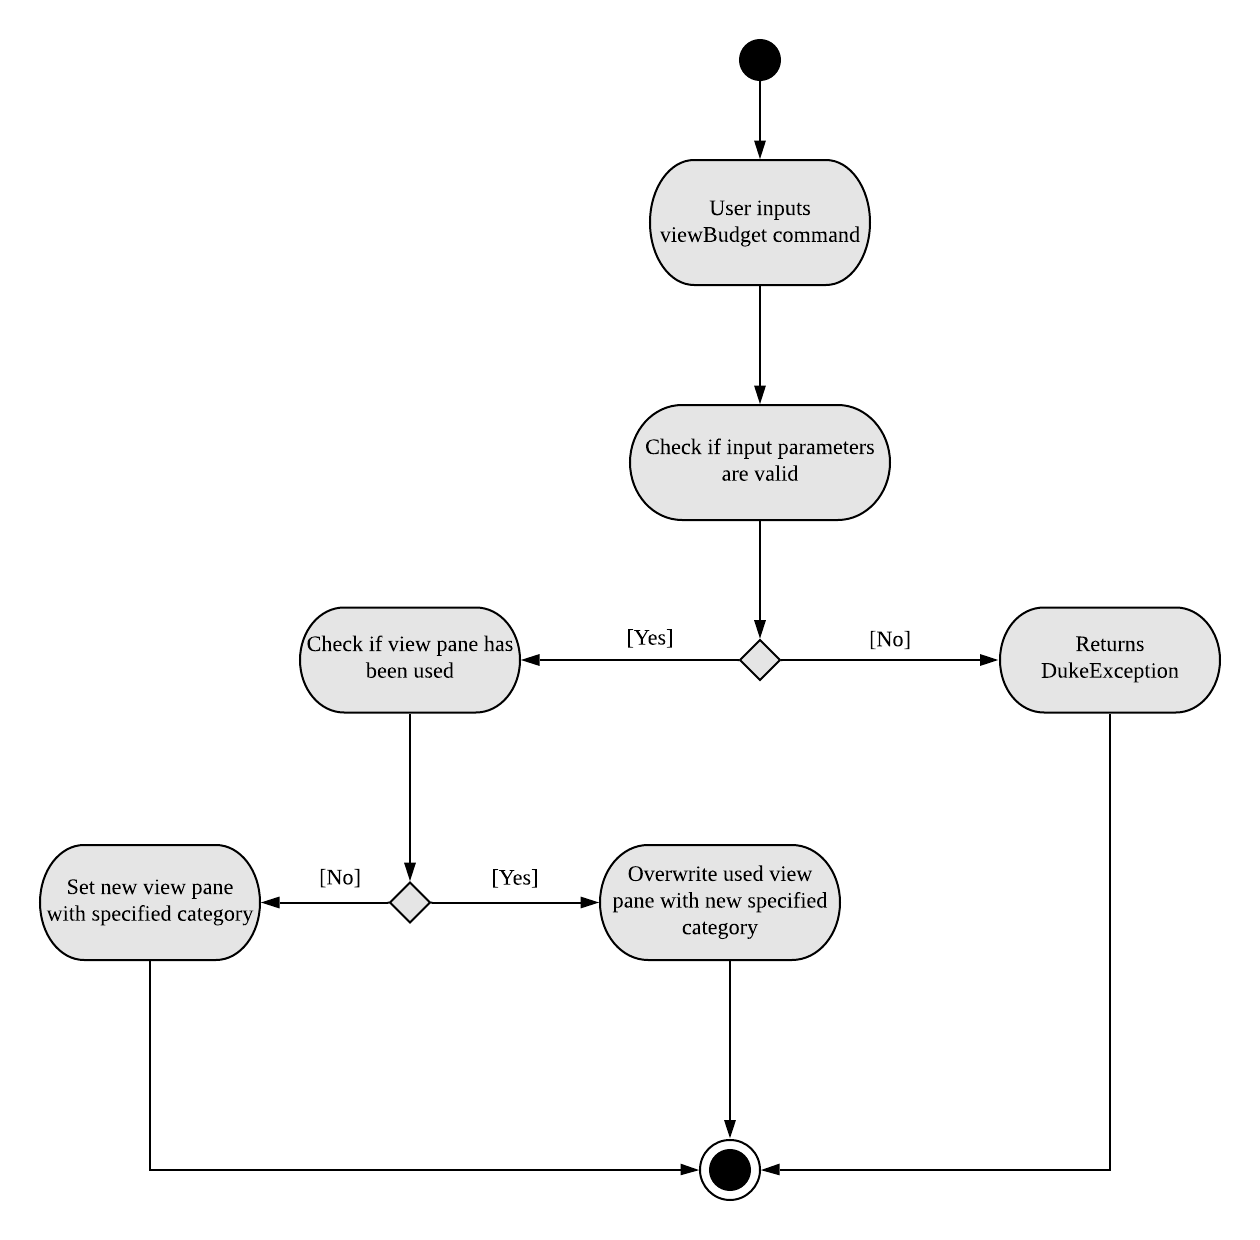 User inputs
viewBudget command
Check if input parameters
are valid
[Yes]
[No]
Check if view pane has
been used
Returns
DukeException
[No]
[Yes]
Set new view pane
with specified category
Overwrite used view
pane with new specified
category